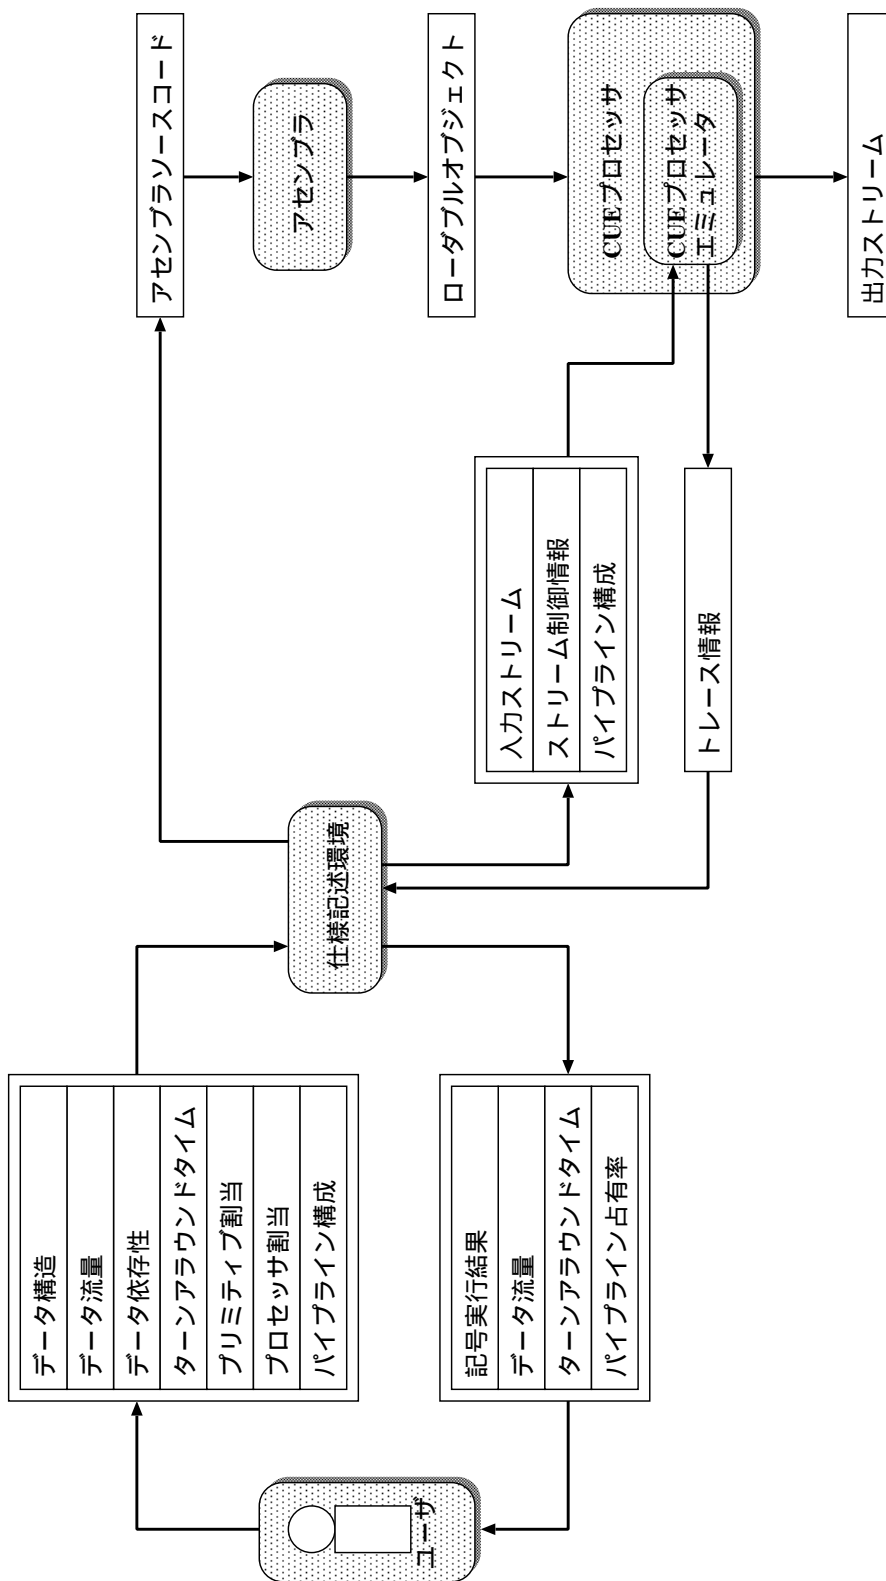 ユーザ
データ構造
データ流量
データ依存性
ターンアラウンドタイム
プリミティブ割当
プロセッサ割当
パイプライン構成
記号実行結果
データ流量
ターンアラウンドタイム
パイプライン占有率
仕様記述環境
入力ストリーム
ストリーム制御情報
パイプライン構成
トレース情報
アセンブラソースコード
アセンブラ
ローダブルオブジェクト
CUEプロセッサ
CUEプロセッサ
エミュレータ
出力ストリーム